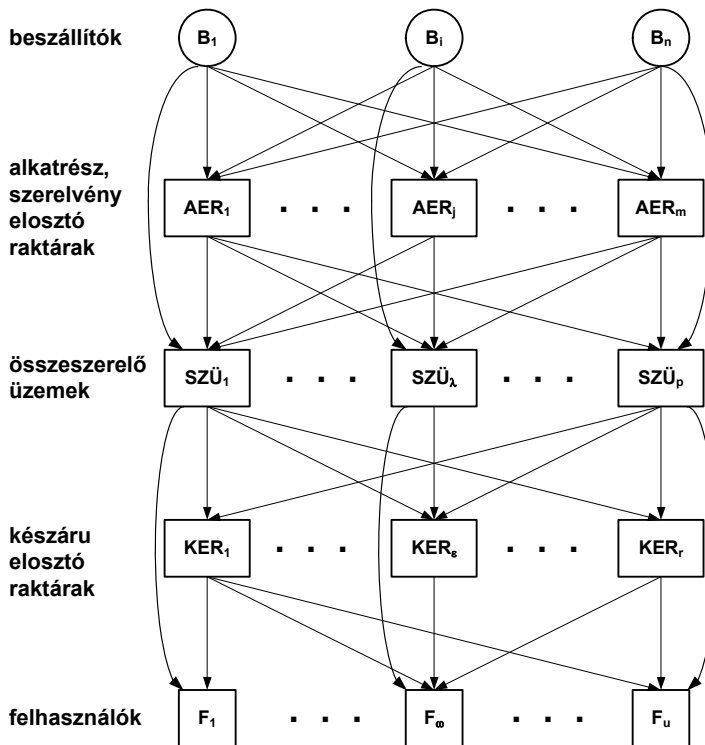 beszállítók B₁ Bᵢ Bₙ
alkatrész,
szerelvény
elosztó
raktárak
AER₁ . . . AERⱼ . . . AERₘ
összeszerelő
üzemek
SZÜ₁ . . . SZÜλ . . . SZÜₚ
készáru
elosztó
raktárak
KER₁ . . . KERε . . . KERᵣ
felhasználók F₁ . . . Fω . . . Fᵤ